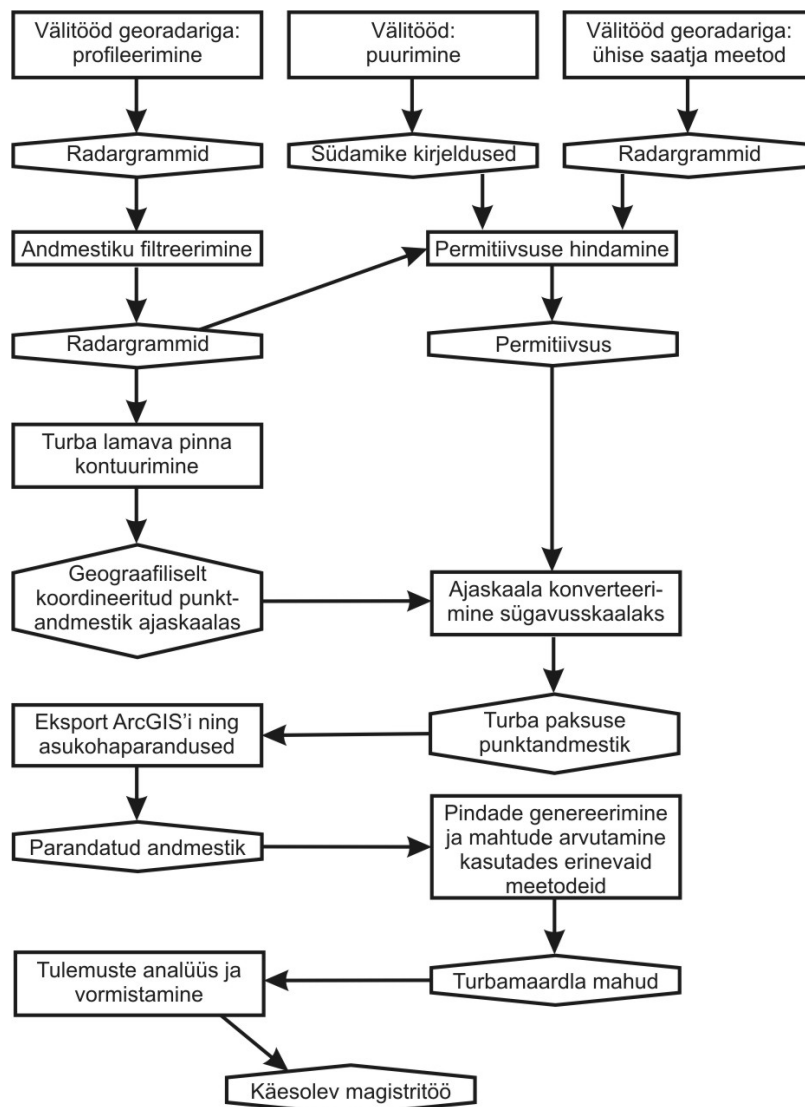 Välitööd georadariga:
profileerimine
Välitööd:
puurimine
Välitööd georadariga:
ühise saatja meetod
Radargrammid
Südamike kirjeldused
Radargrammid
Andmestiku filtreerimine
Permitiivsuse hindamine
Radargrammid
Permitiivsus
Turba lamava pinna
kontuurimine
Geograafiliselt
koordineeritud punkt-
andmestik ajaskaalas
Ajaskaala konverteeri-
mine sügavusskaalaks
Turba paksuse
punktandmestik
Eksport ArcGIS'i ning
asukohaparandused
Parandatud andmestik
Pindade genereerimine
ja mahtude arvutamine
kasutades erinevaid
meetodeid
Turbamaardla mahud
Tulemuste analüüs ja
vormistamine
Käesolev magistritöö